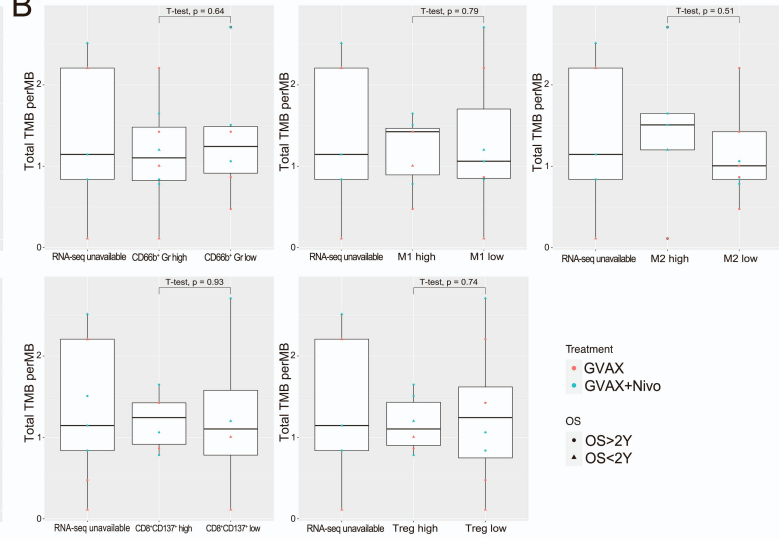 B
T-test, p = 0.64
Total TMB perMB
2
1
0
RNA-seq unavailable CD66b⁺ Gr high CD66b⁺ Gr low
T-test, p = 0.79
Total TMB perMB
2
1
0
RNA-seq unavailable M1 high M1 low
T-test, p = 0.51
Total TMB perMB
2
1
0
RNA-seq unavailable M2 high M2 low
T-test, p = 0.93
Total TMB perMB
2
1
0
RNA-seq unavailable CD8⁺CD137⁺ high CD8⁺CD137⁺ low
T-test, p = 0.74
Total TMB perMB
2
1
0
RNA-seq unavailable Treg high Treg low
Treatment
GVAX
GVAX+Nivo
OS
OS>2Y
OS<2Y